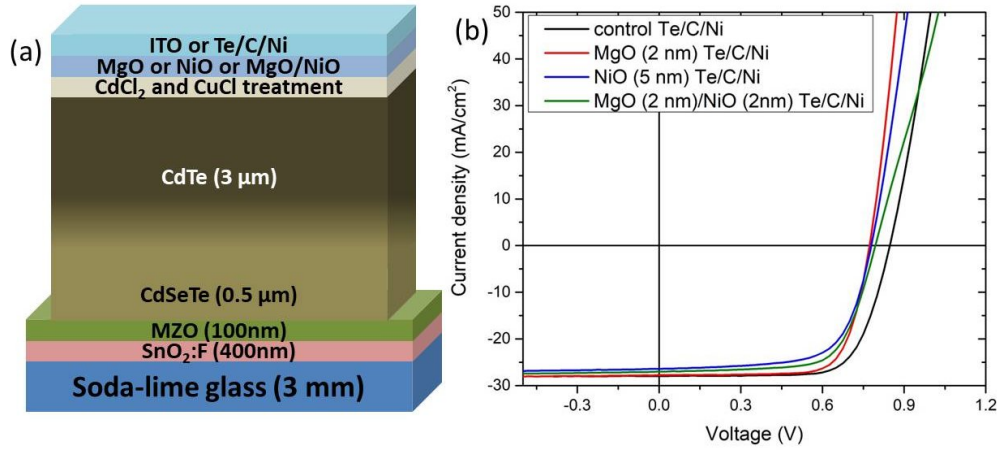 (a)
ITO or Te/C/Ni
MgO or NiO or MgO/NiO
CdCl₂ and CuCl treatment
CdTe (3 μm)
CdSeTe (0.5 μm)
MZO (100nm)
SnO₂:F (400nm)
Soda-lime glass (3 mm)
(b)
control Te/C/Ni
MgO (2 nm) Te/C/Ni
NiO (5 nm) Te/C/Ni
MgO (2 nm)/NiO (2nm) Te/C/Ni
Current density (mA/cm²)
50
40
30
20
10
0
-10
-20
-30
-0.3 0.0 0.3 0.6 0.9 1.2
Voltage (V)